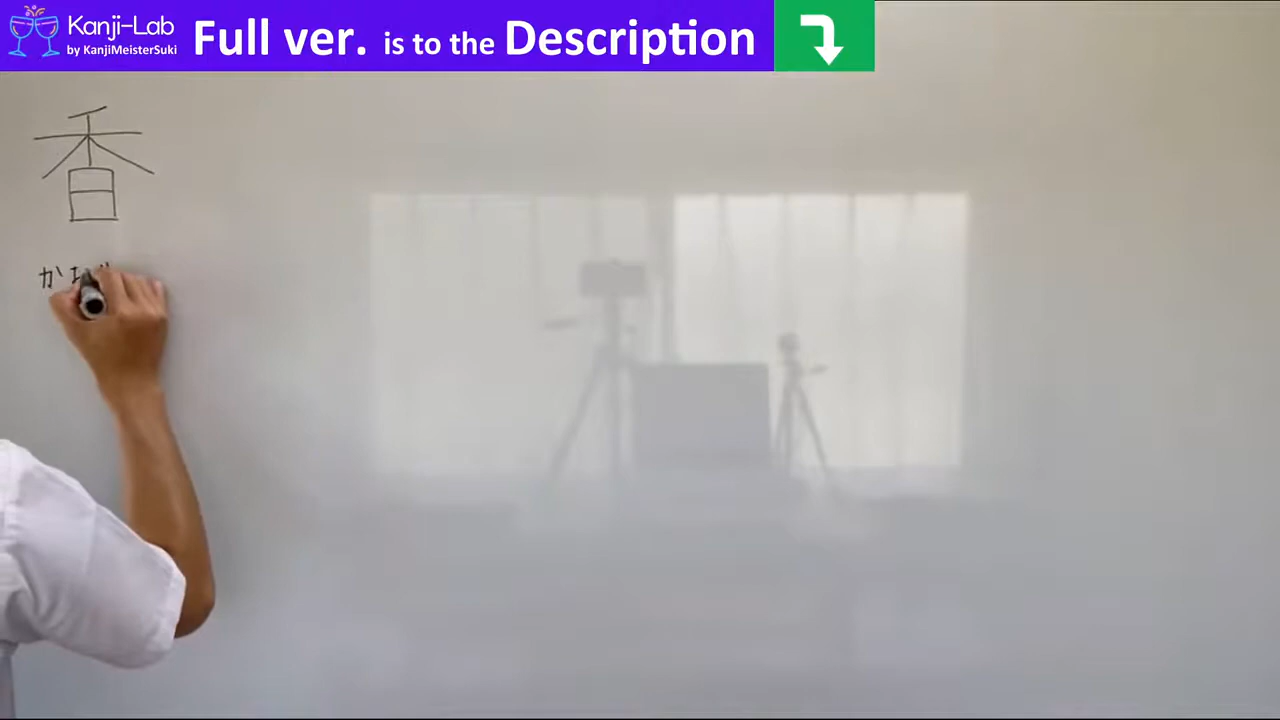 Kanji-Lab
by KanjiMeisterSuki
Full ver. is to the Description
香
か